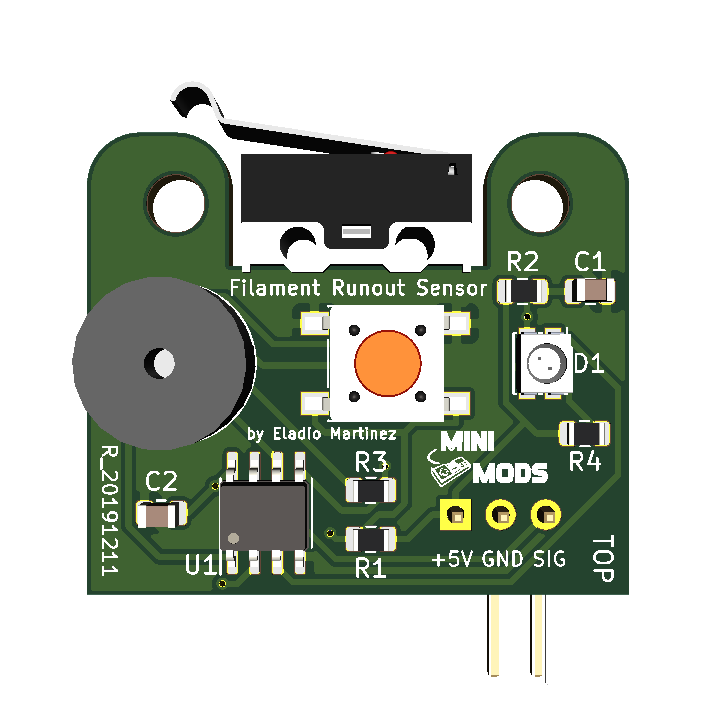 R2
C1
Filament Runout Sensor
D1
by Eladio Martinez
MINI
MODS
R3
R4
C2
R_20191211
+5V GND SIG
TOP
U1
R1